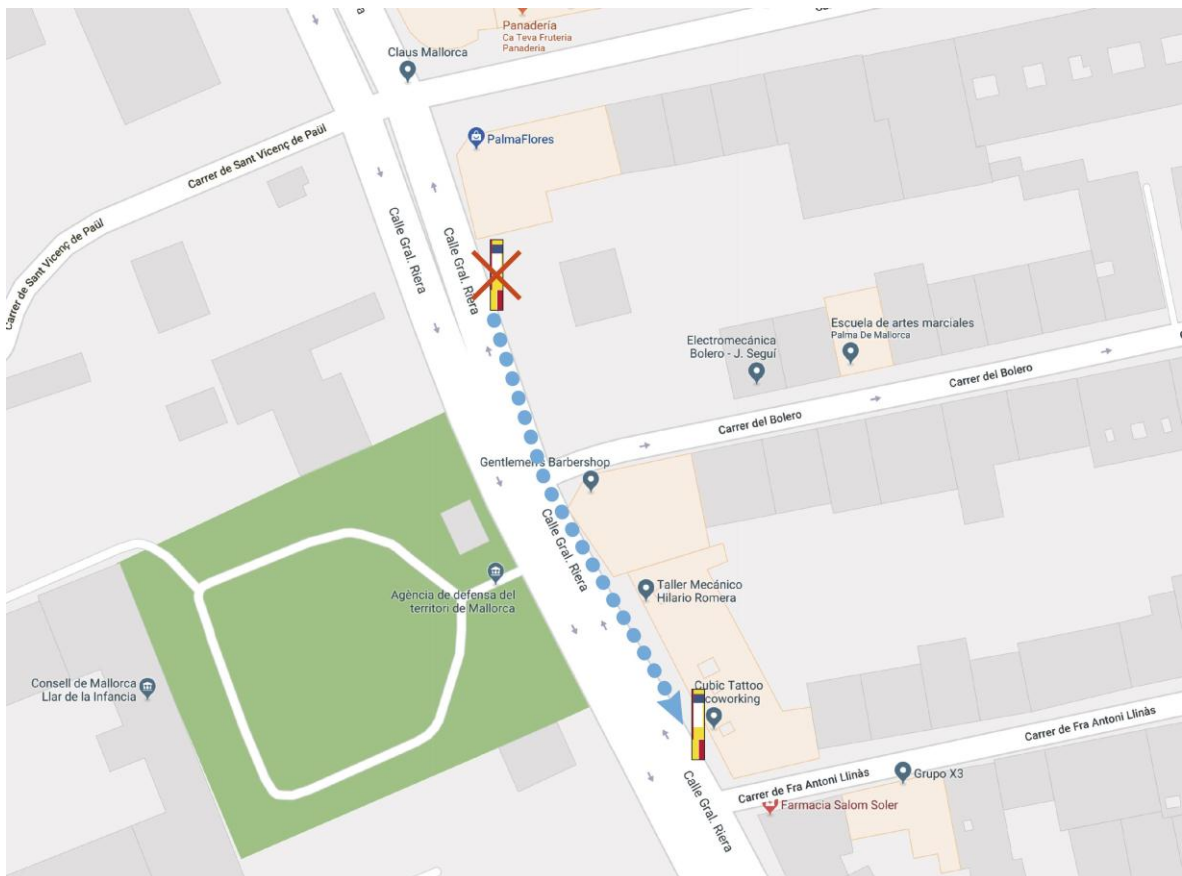 Panadería
Ca Teva Fruteria
Panadería
Claus Mallorca
PalmaFlores
Carrer de Sant Vicenç de Paül
Carrer de Sant Vicenç de Paül
Calle Gral. Riera
Calle Gral. Riera
Escuela de artes marciales
Palma De Mallorca
Electromecánica
Bolero - J. Seguí
Carrer del Bolero
Carrer del Bolero
Gentlemen's Barbershop
Calle Gral. Riera
Agència de defensa del
territori de Mallorca
Taller Mecánico
Hilario Romera
Consell de Mallorca
Llar de la Infancia
Cubic Tattoo
coworking
Carrer de Fra Antoni Llinàs
Carrer de Fra Antoni Llinàs
Grupo X3
Calle Gral. Riera
Farmacia Salom Soler